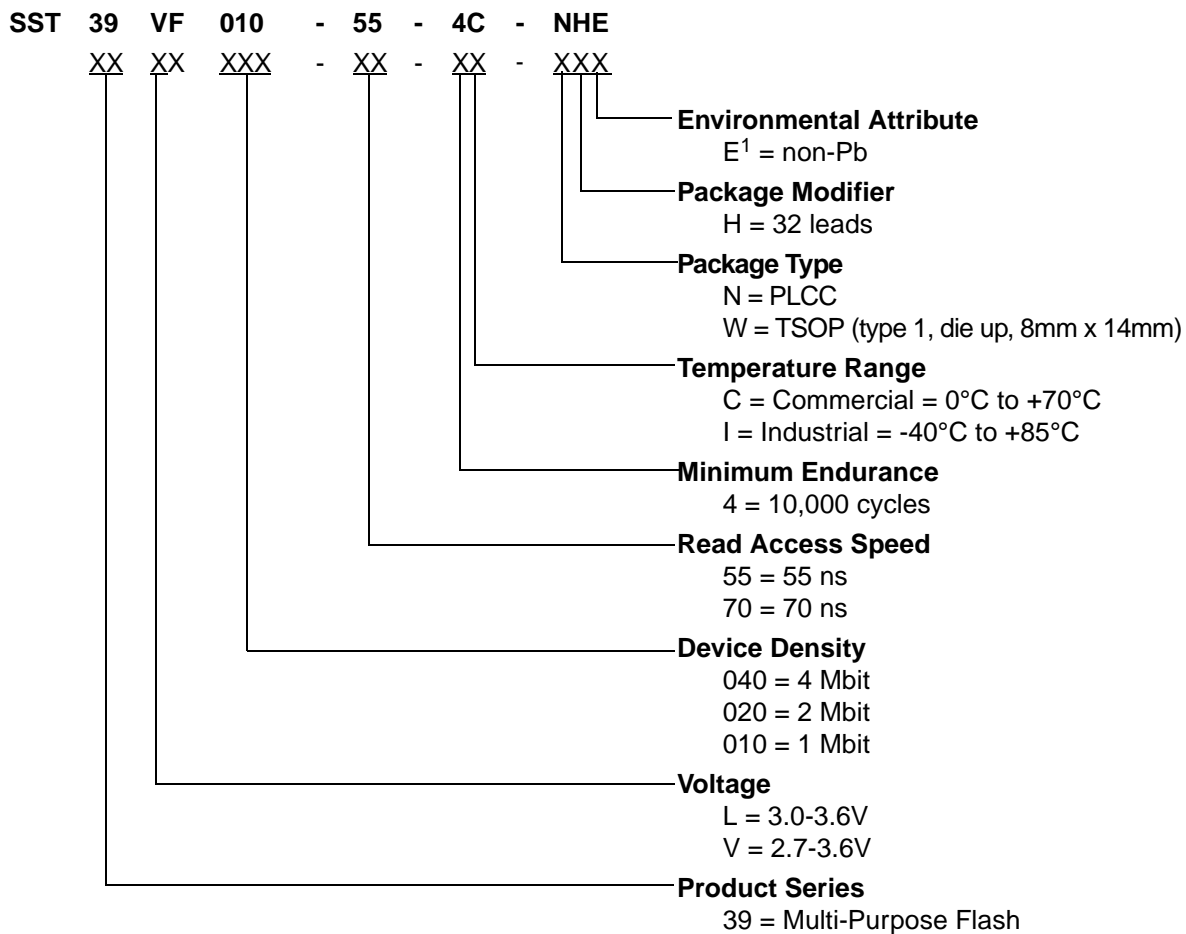 SST 39 VF 010 - 55 - 4C - NHE
XX XX XXX - XX - XX - XXX
Environmental Attribute
E1 = non-Pb
Package Modifier
H = 32 leads
Package Type
N = PLCC
W = TSOP (type 1, die up, 8mm x 14mm)
Temperature Range
C = Commercial = 0°C to +70°C
I = Industrial = -40°C to +85°C
Minimum Endurance
4 = 10,000 cycles
Read Access Speed
55 = 55 ns
70 = 70 ns
Device Density
040 = 4 Mbit
020 = 2 Mbit
010 = 1 Mbit
Voltage
L = 3.0-3.6V
V = 2.7-3.6V
Product Series
39 = Multi-Purpose Flash